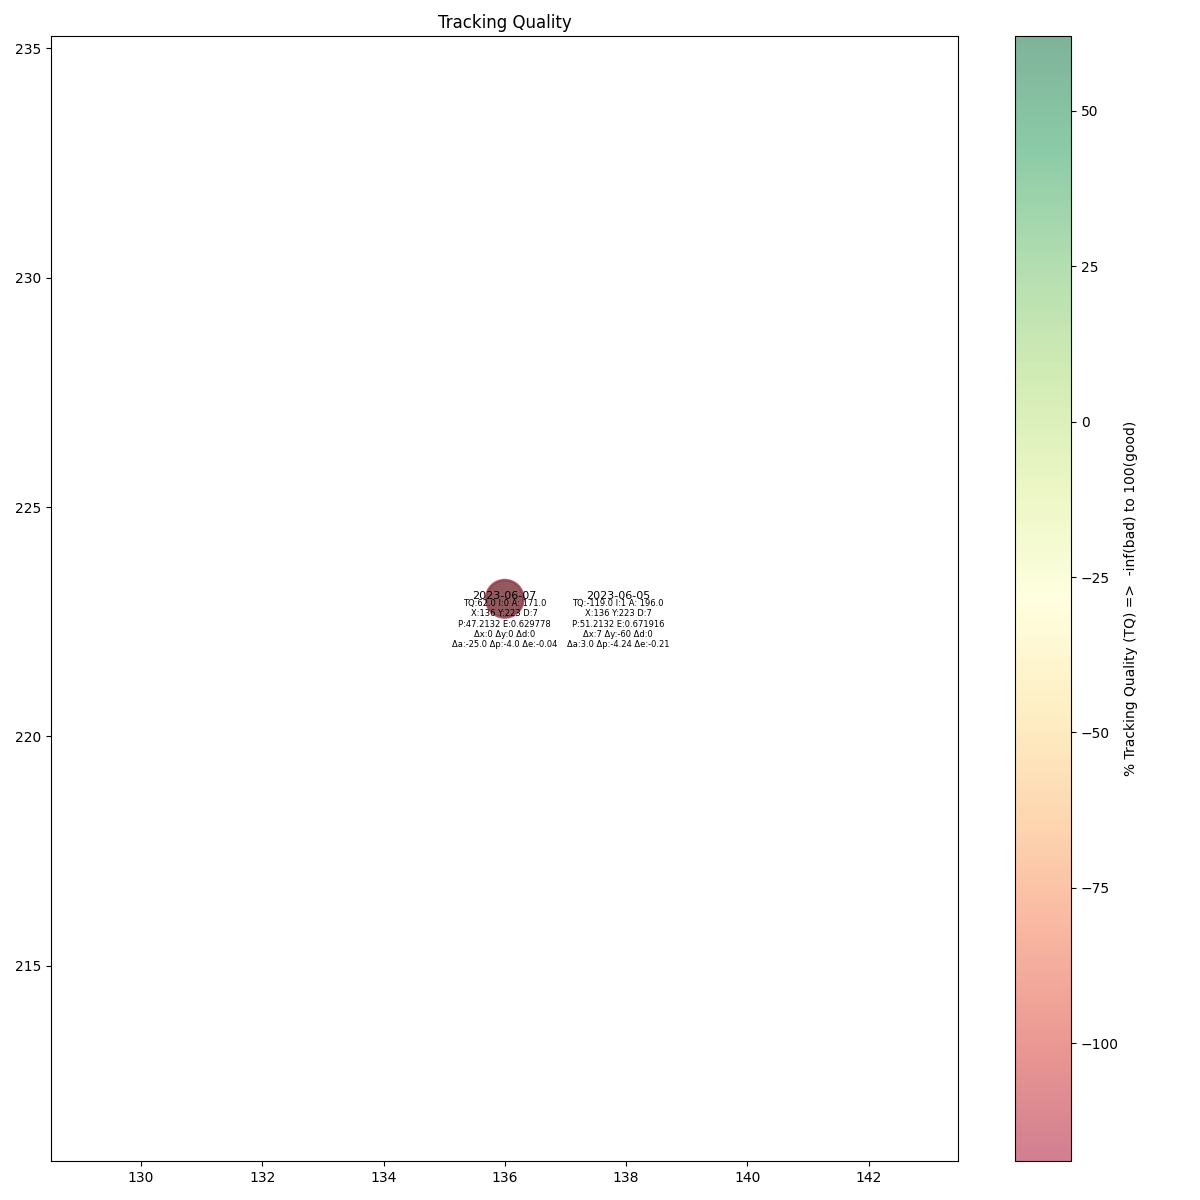 Tracking Quality
235
230
225
220
215
130
132
134
136
138
140
142
2023-06-07
TQ:62.0 I:0 A: 171.0
X:136 Y:223 D:7
P:47.2132 E:0.629778
Δx:0 Δy:0 Δd:0
Δa:-25.0 Δp:-4.0 Δe:-0.04
2023-06-05
TQ:-119.0 I:1 A: 196.0
X:136 Y:223 D:7
P:51.2132 E:0.671916
Δx:7 Δy:-60 Δd:0
Δa:3.0 Δp:-4.24 Δe:-0.21
50
25
0
−25
−50
−75
−100
% Tracking Quality (TQ) =>  -inf(bad) to 100(good)